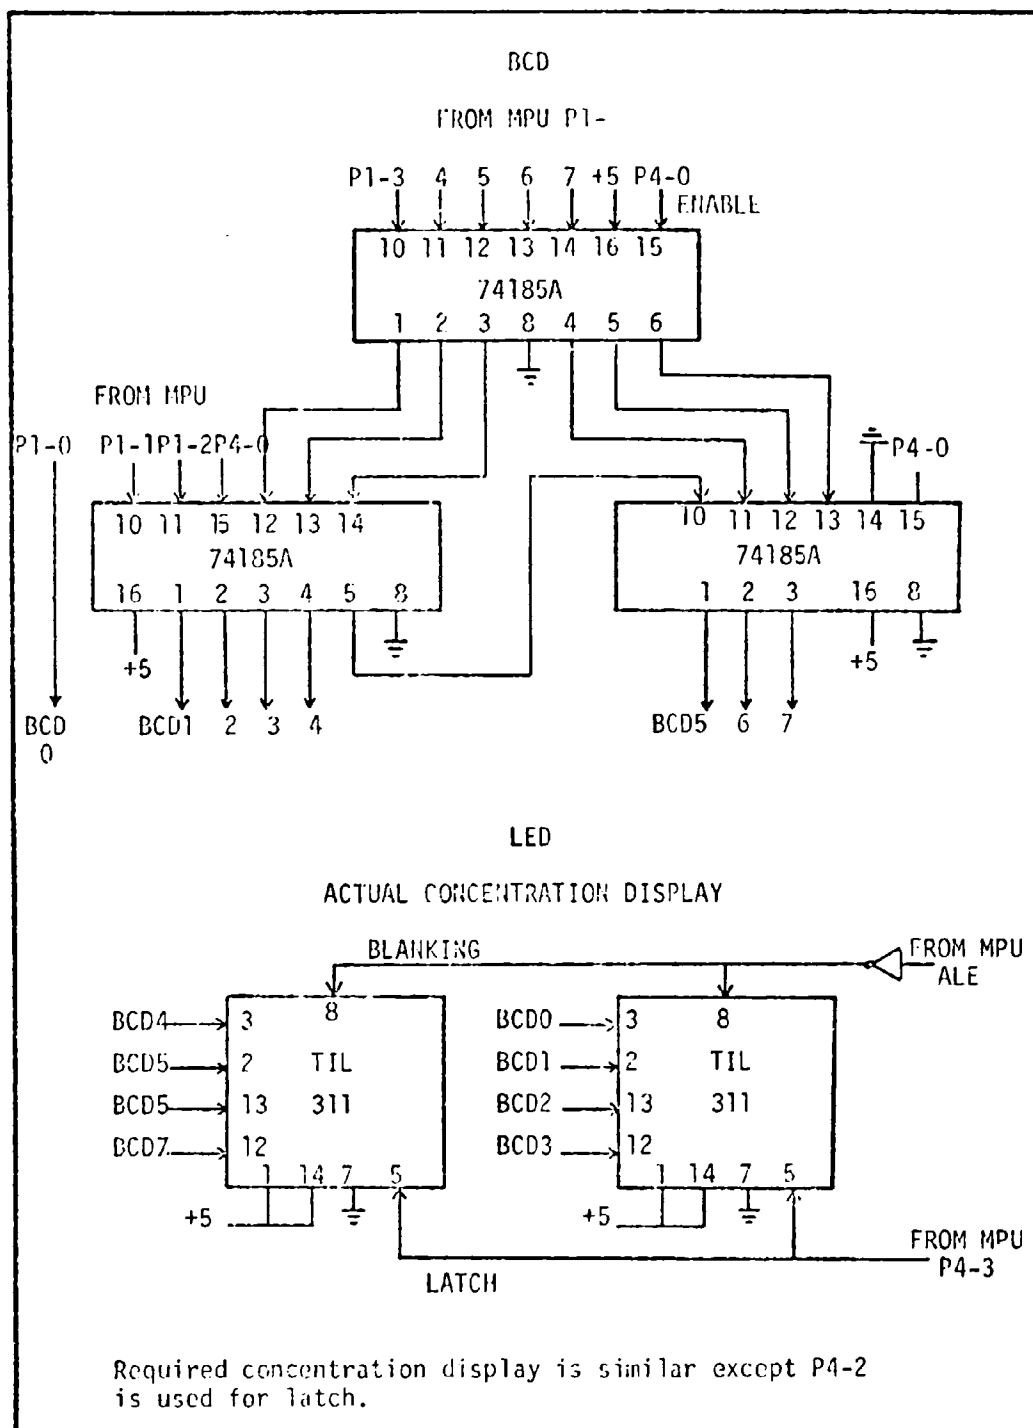 BCD
FROM MPU P1-
P1-3 4 5 6 7 +5 P4-0
ENABLE
10 11 12 13 14 16 15
74185A
1 2 3 8 4 5 6
FROM MPU
P1-0 P1-1 P1-2 P4-0
P4-0
10 11 15 12 13 14
74185A
16 1 2 3 4 5 8
+5
10 11 12 13 14 15
74185A
1 2 3 16 8
+5
BCD
0
BCD1 2 3 4
BCD5 6 7
LED
ACTUAL CONCENTRATION DISPLAY
BLANKING
FROM MPU
ALE
BCD4 3 8
BCD5 2 TIL
BCD5 13 311
BCD7 12
1 14 7 5
+5
BCD0 3 8
BCD1 2 TIL
BCD2 13 311
BCD3 12
1 14 7 5
+5
LATCH
FROM MPU
P4-3
Required concentration display is similar except P4-2
is used for latch.